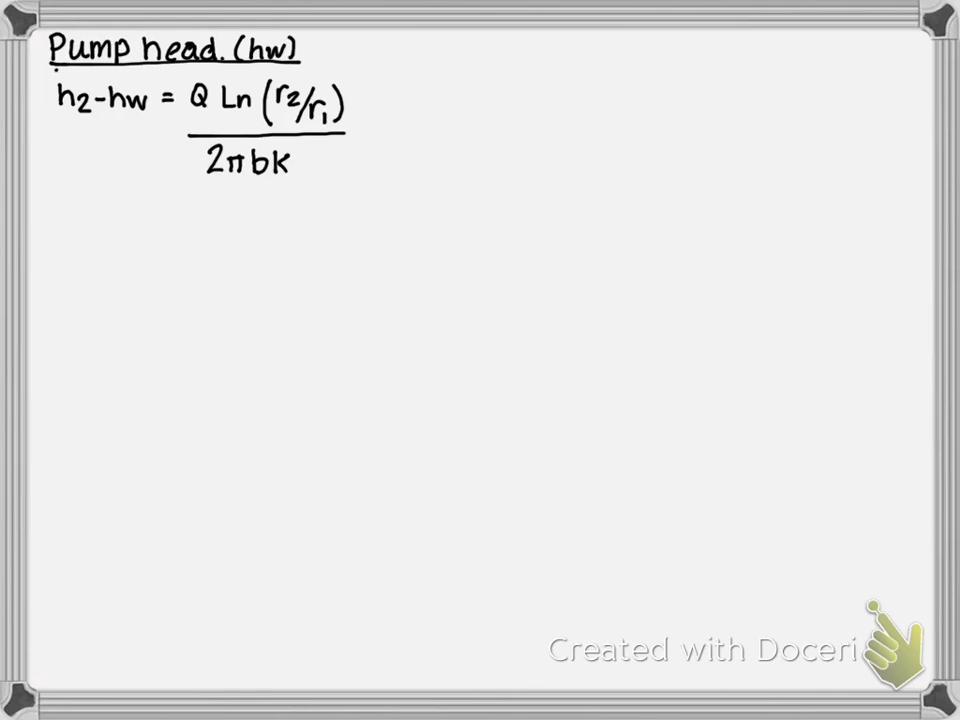 Pump head. (hw)
h2-hw = Q Ln (r2/r1)
2πbk
Created with Doceri